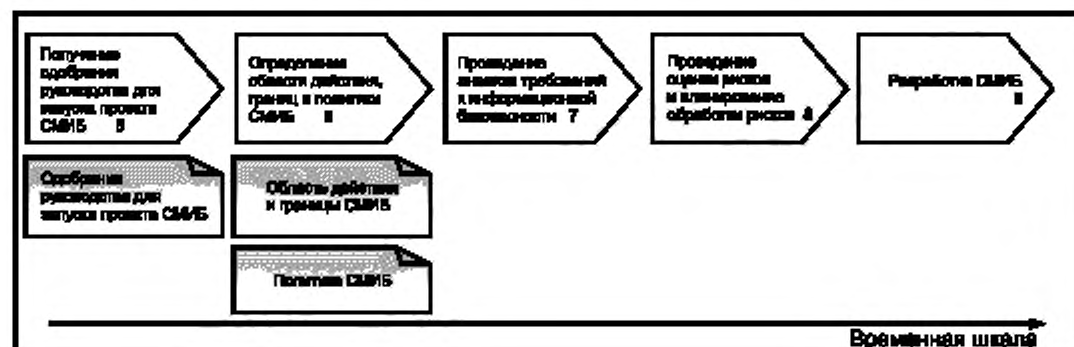 Получение
одобрения
руководства для
запуска проекта
СМИБ 5
Определение
области действия,
границ и политики
СМИБ 6
Проведение
анализа требований
к информационной
безопасности 7
Проведение
оценки рисков
и планирование
обработки рисков 8
Разработка СМИБ
9
Одобрение
руководства для
запуска проекта СМИБ
Область действия
и границы СМИБ
Политика СМИБ
Временная шкала